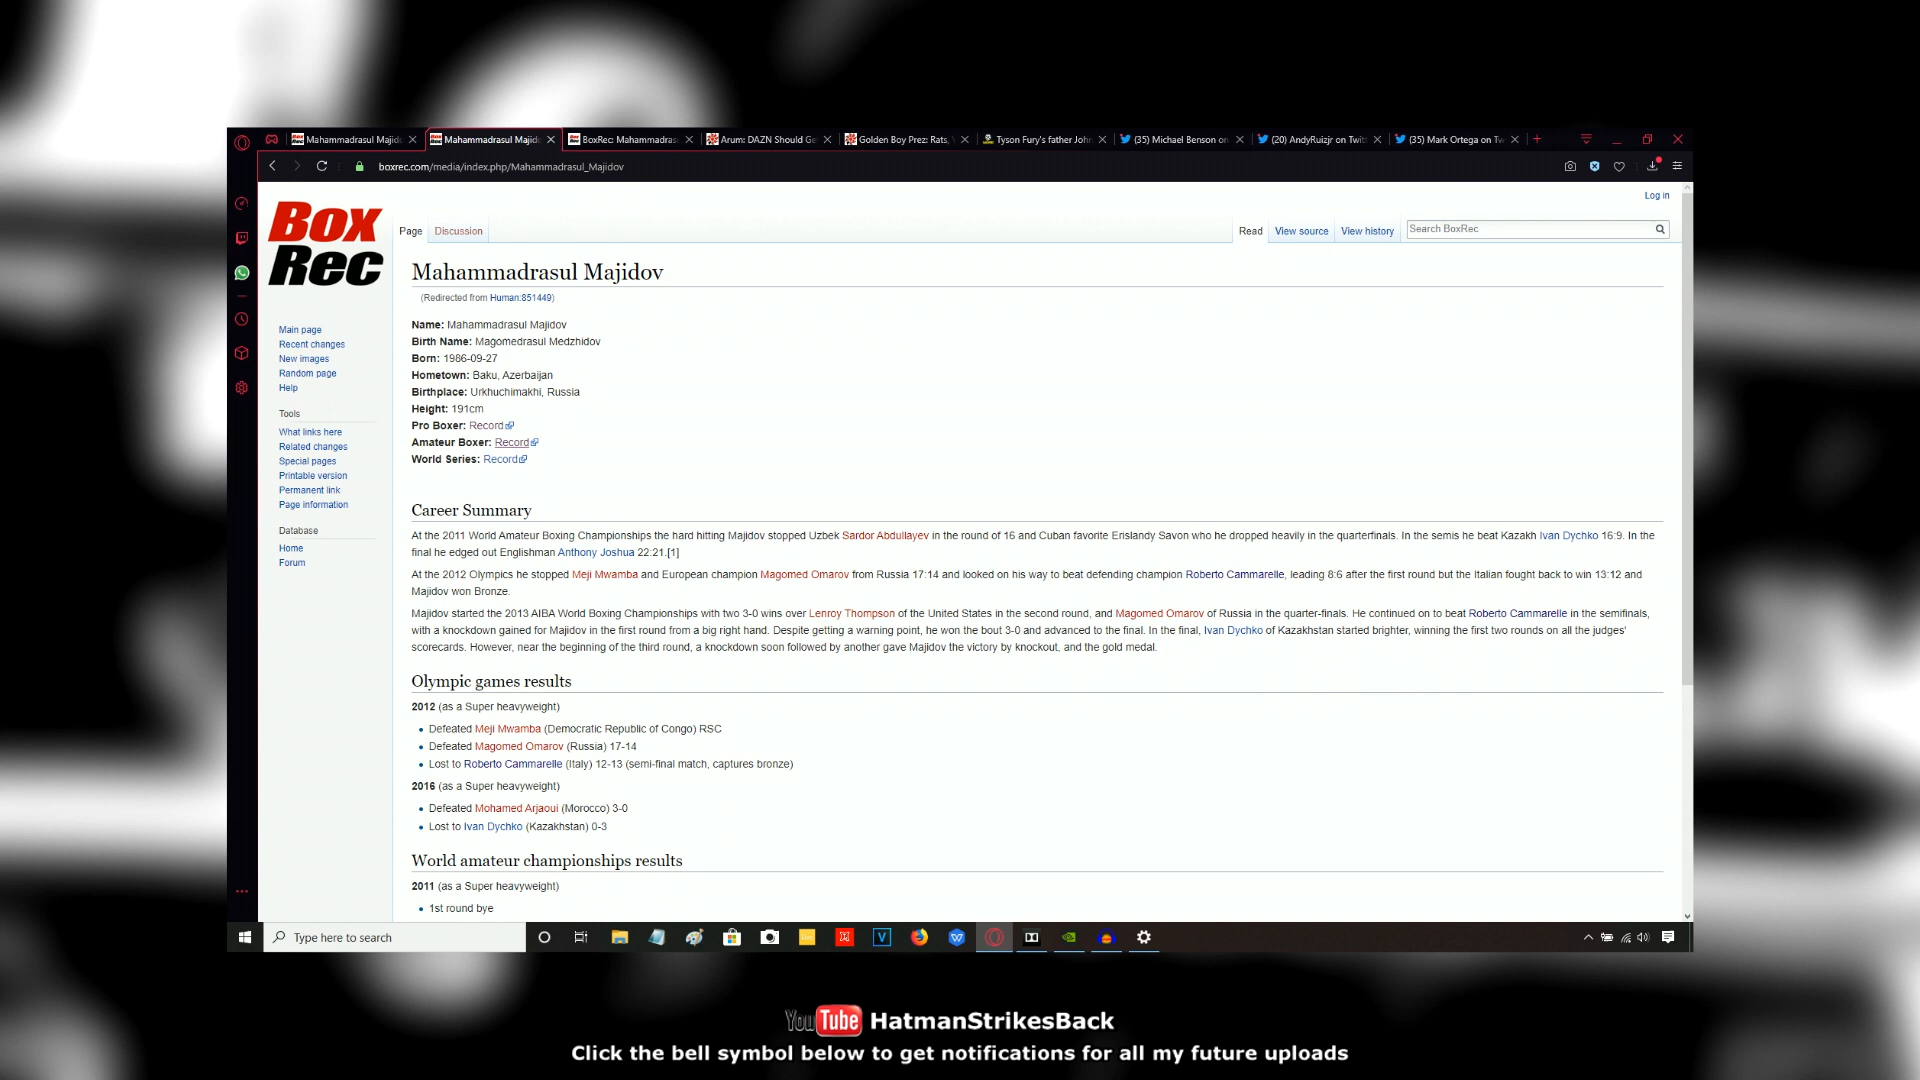 Mahammadrasul Majid
Mahammadrasul Majid
BoxRec: Mahammadras
Arum: DAZN Should Ge
Golden Boy Prez: Rats,
Tyson Fury's father John
(35) Michael Benson on
(20) AndyRuizjr on Twitt
(35) Mark Ortega on Tw
boxrec.com/media/index.php/Mahammadrasul_Majidov
Log in
BOX REC
Page
Discussion
Read
View source
View history
Search BoxRec
Mahammadrasul Majidov
(Redirected from Human:851449)
Name: Mahammadrasul Majidov
Birth Name: Magomedrasul Medzhidov
Born: 1986-09-27
Hometown: Baku, Azerbaijan
Birthplace: Urkhuchimakhi, Russia
Height: 191cm
Pro Boxer: Record
Amateur Boxer: Record
World Series: Record
Main page
Recent changes
New images
Random page
Help
Tools
What links here
Related changes
Special pages
Printable version
Permanent link
Page information
Database
Home
Forum
Career Summary
At the 2011 World Amateur Boxing Championships the hard hitting Majidov stopped Uzbek Sardor Abdullayev in the round of 16 and Cuban favorite Erislandy Savon who he dropped heavily in the quarterfinals. In the semis he beat Kazakh Ivan Dychko 16:9. In the
final he edged out Englishman Anthony Joshua 22:21.[1]
At the 2012 Olympics he stopped Meji Mwamba and European champion Magomed Omarov from Russia 17:14 and looked on his way to beat defending champion Roberto Cammarelle, leading 8:6 after the first round but the Italian fought back to win 13:12 and
Majidov won Bronze.
Majidov started the 2013 AIBA World Boxing Championships with two 3-0 wins over Lenroy Thompson of the United States in the second round, and Magomed Omarov of Russia in the quarter-finals. He continued on to beat Roberto Cammarelle in the semifinals,
with a knockdown gained for Majidov in the first round from a big right hand. Despite getting a warning point, he won the bout 3-0 and advanced to the final. In the final, Ivan Dychko of Kazakhstan started brighter, winning the first two rounds on all the judges'
scorecards. However, near the beginning of the third round, a knockdown soon followed by another gave Majidov the victory by knockout, and the gold medal.
Olympic games results
2012 (as a Super heavyweight)
Defeated Meji Mwamba (Democratic Republic of Congo) RSC
Defeated Magomed Omarov (Russia) 17-14
Lost to Roberto Cammarelle (Italy) 12-13 (semi-final match, captures bronze)
2016 (as a Super heavyweight)
Defeated Mohamed Arjaoui (Morocco) 3-0
Lost to Ivan Dychko (Kazakhstan) 0-3
World amateur championships results
2011 (as a Super heavyweight)
1st round bye
Type here to search
YouTube HatmanStrikesBack
Click the bell symbol below to get notifications for all my future uploads